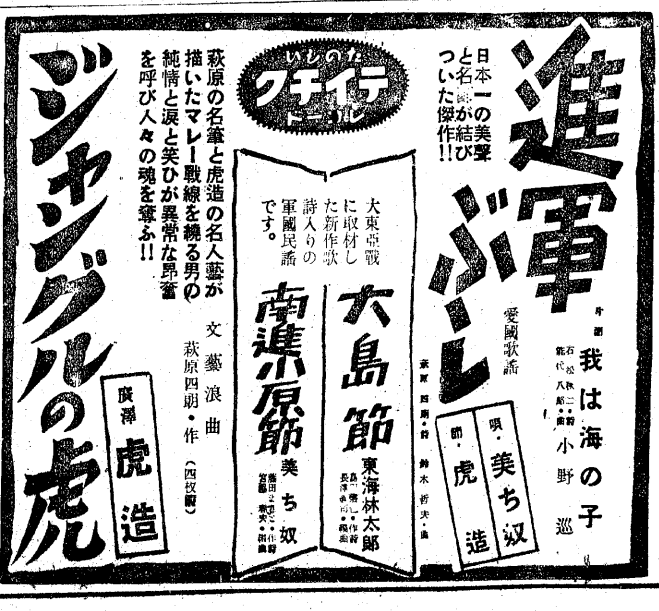 進軍ぶし
日本一の美聲
と名
が結び
ついた傑作!!
愛國歌謡
唄・美ち奴
節・虎造
萩原四朗・詩 鈴木哲夫・曲
片面
我は海の子
小野巡
たのしい
テイチク
レコード
大東亞戰
に取材し
た新作歌
詩入りの
軍國民謡
です。
大島節
東海林太郎
南進小原節
美ち奴
ジャングルの虎
萩原の名筆と虎造の名人藝が
描いたマレー戰線を繞る男の
純情と涙と笑ひが異常な昂奮
を呼び人々の魂を奪ふ!!
文藝浪曲
萩原四朗・作
(四枚續)
廣澤虎造